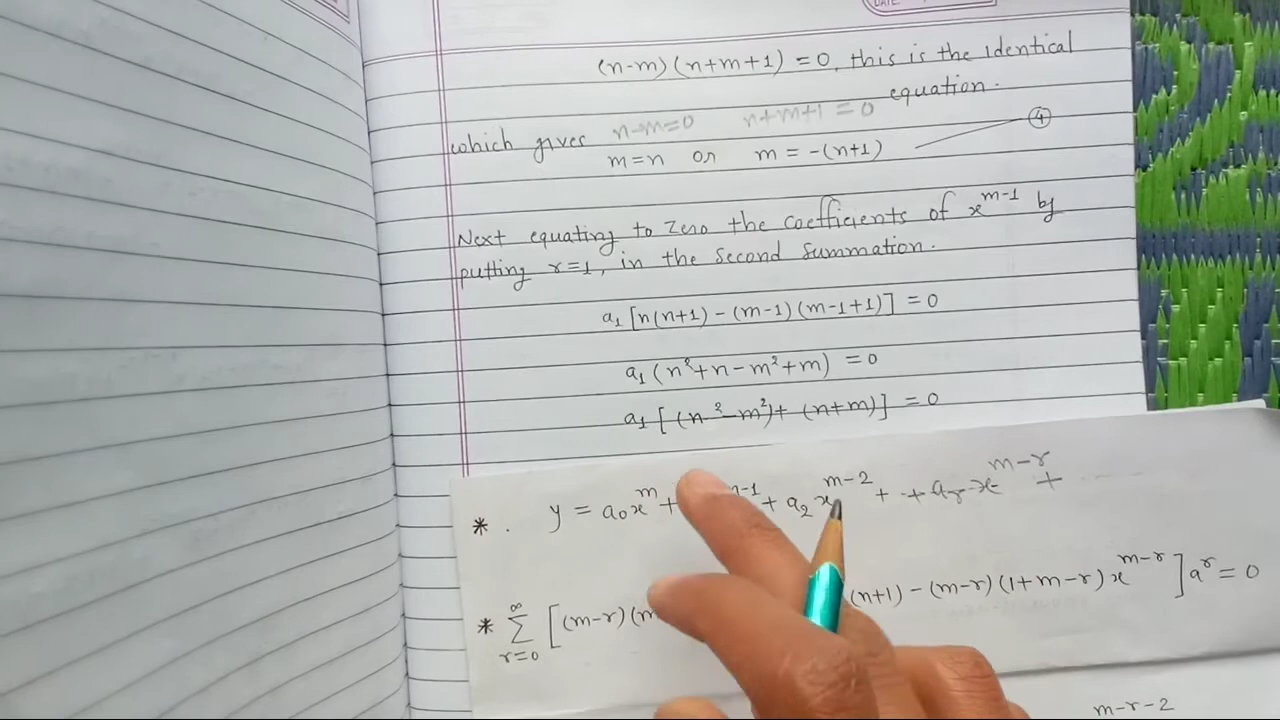 DATE:
(n-m)(n+m+1) = 0, this is the identical
equation.
which gives n-m=0 n+m+1=0
m=n or m = -(n+1) ④
Next equating to zero the coefficients of x^{m-1} by
putting r=1, in the second summation.
a₁[n(n+1) - (m-1)(m-1+1)] = 0
a₁(n²+n-m²+m) = 0
a₁[(n²-m²)+(n+m)] = 0
* . y = a₀x^m + + a₂x^{m-2} + ·+ a_r x^{m-r} + ......
* ∞∑r=0 [(m-r)(m (n+1) - (m-r)(1+m-r)x^{m-r}]a^r = 0
m-r-2